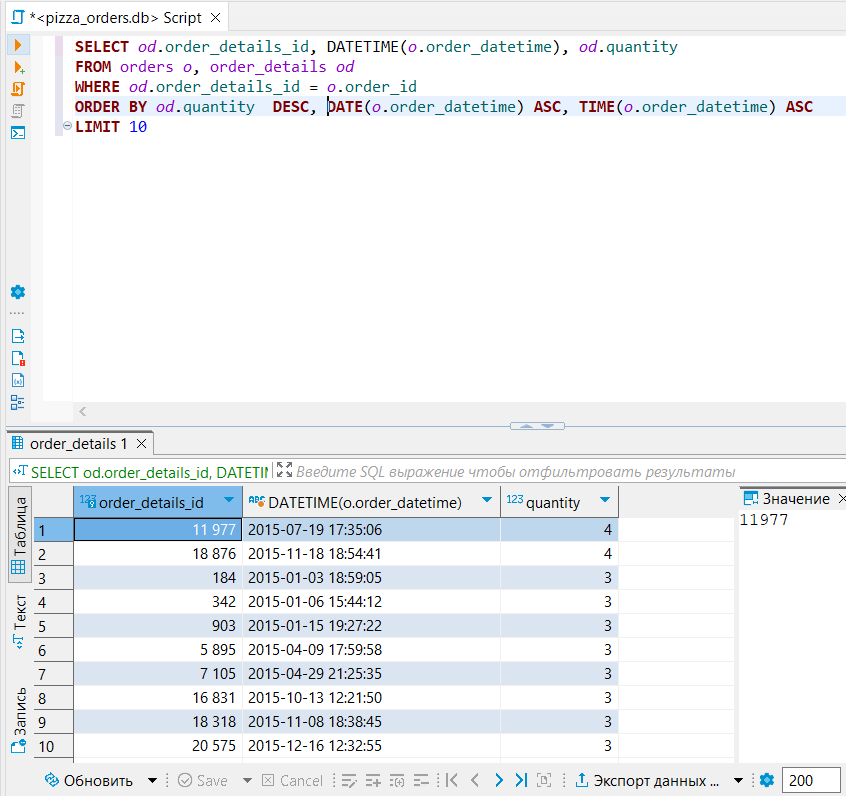 *<pizza_orders.db> Script
SELECT od.order_details_id, DATETIME(o.order_datetime), od.quantity
FROM orders o, order_details od
WHERE od.order_details_id = o.order_id
ORDER BY od.quantity  DESC, DATE(o.order_datetime) ASC, TIME(o.order_datetime) ASC
LIMIT 10
order_details 1
SELECT od.order_details_id, DATETIN Введите SQL выражение чтобы отфильтровать результаты
Таблица
Текст
Запись
123 order_details_id ABC DATETIME(o.order_datetime) 123 quantity
1 11 977 2015-07-19 17:35:06 4
2 18 876 2015-11-18 18:54:41 4
3 184 2015-01-03 18:59:05 3
4 342 2015-01-06 15:44:12 3
5 903 2015-01-15 19:27:22 3
6 5 895 2015-04-09 17:59:58 3
7 7 105 2015-04-29 21:25:35 3
8 16 831 2015-10-13 12:21:50 3
9 18 318 2015-11-08 18:38:45 3
10 20 575 2015-12-16 12:32:55 3
Значение
11977
Обновить Save Cancel Экспорт данных ... 200